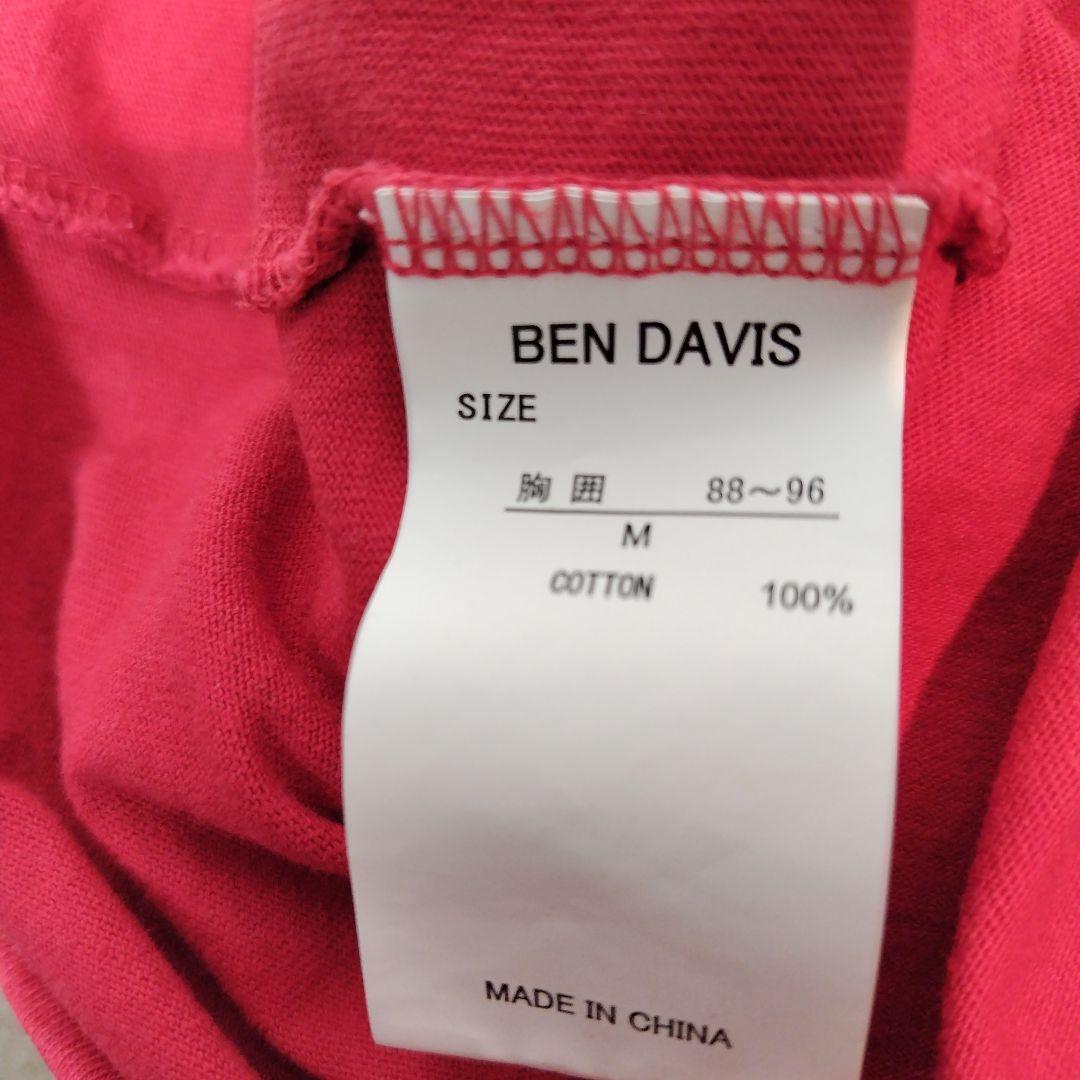 BEN DAVIS
SIZE
胸囲 88～96
M
COTTON 100%
MADE IN CHINA